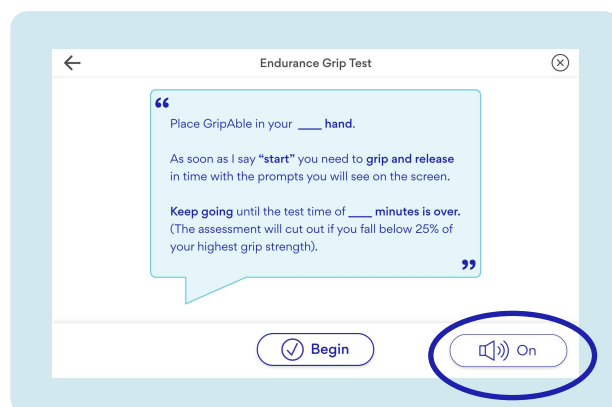 Endurance Grip Test
“
Place GripAble in your ____ hand.
As soon as I say “start” you need to grip and release
in time with the prompts you will see on the screen.
Keep going until the test time of ____ minutes is over.
(The assessment will cut out if you fall below 25% of
your highest grip strength).
”
Begin
On